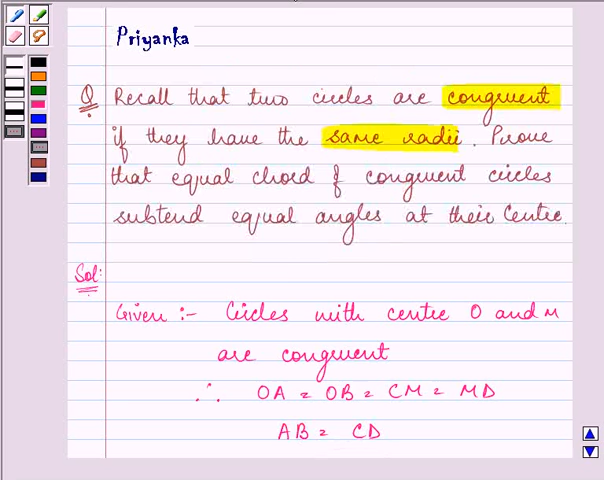 Priyanka
Q Recall that two circles are congruent
if they have the same radii. Prove
that equal chord of congruent circles
subtend equal angles at their Centre.
Sol:
Given :- Circles with centre O and M
are congruent
∴ OA = OB = CM = MD
AB = CD